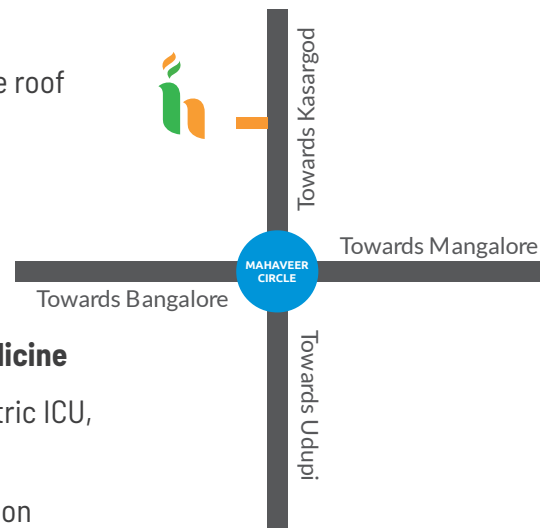 e roof
Towards Kasargod
Towards Mangalore
MAHAVEER
CIRCLE
Towards Bangalore
Towards Udupi
licine
tric ICU,
on